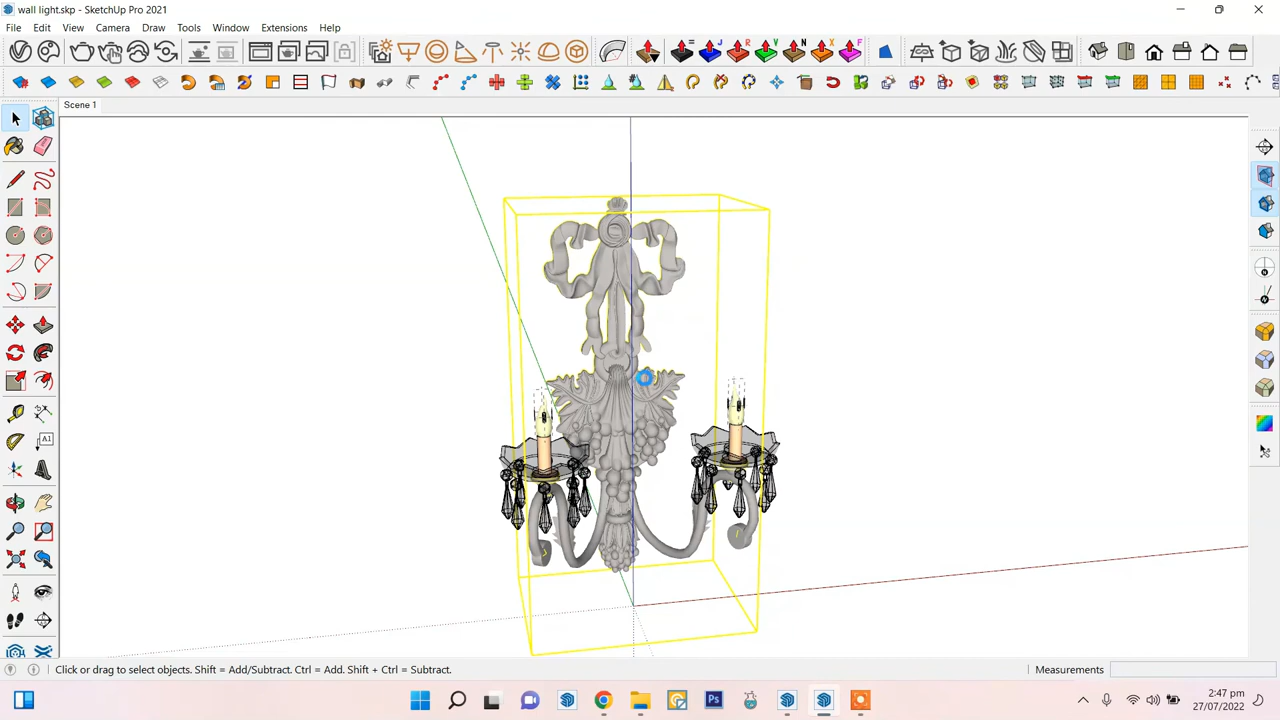 wall light.skp - SketchUp Pro 2021
File Edit View Camera Draw Tools Window Extensions Help
Scene 1
A1
Click or drag to select objects. Shift = Add/Subtract. Ctrl = Add. Shift + Ctrl = Subtract.
Measurements
Ps
2:47 pm
27/07/2022